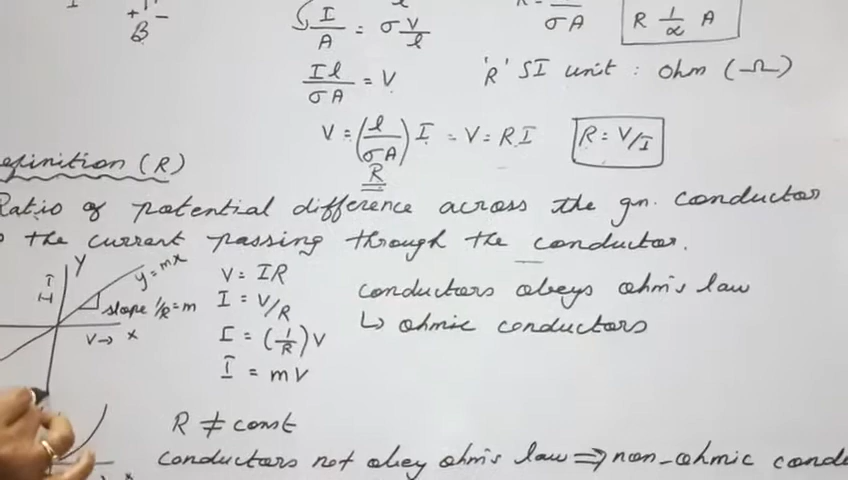 + -
B
I/A = σ V/l
σA
R 1/α A
Il/σA = V
'R' SI unit : ohm (Ω)
V = (l/σA) I = V = RI
R = V/I
R
efinition (R)
Ratio of potential difference across the gn. conductor
the current passing through the conductor.
I
Y
y=mx
slope 1/R = m
V→ x
V = IR
I = V/R
I = (1/R) V
I = mV
conductors obeys ohm's law
↳ ohmic conductors
R ≠ const
conductors not obey ohm's law ⇒ non-ohmic cond